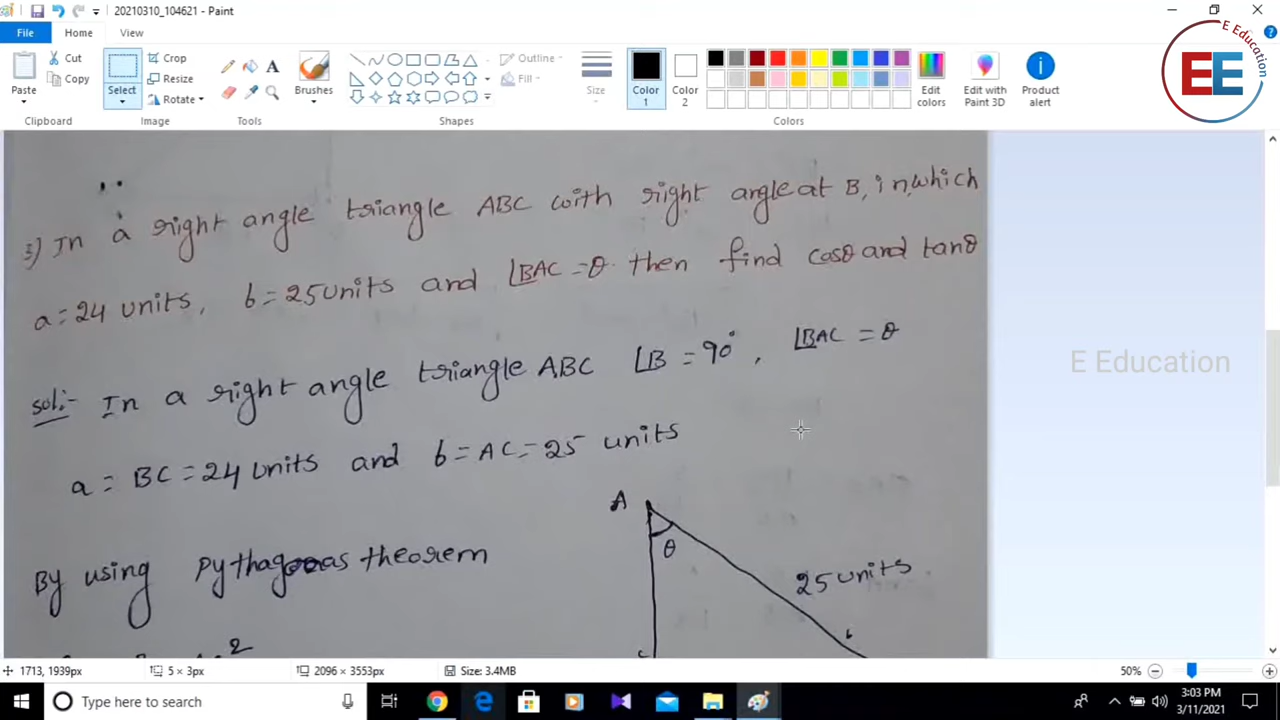 20210310_104621 - Paint
E Education
File Home View
Cut Crop Outline
Copy Resize Fill
Paste Select Rotate Brushes Size Color 1 Color 2 Edit colors Edit with Paint 3D Product alert
Clipboard Image Tools Shapes Colors
EE
3) In a right angle triangle ABC with right angle at B, in which
a = 24 units, b = 25 units and ∠BAC = θ. then find cosθ and tanθ
sol:- In a right angle triangle ABC ∠B = 90°, ∠BAC = θ
E Education
a = BC = 24 units and b = AC = 25 units
A
θ
By using Pythagoras theorem
25 units
b
2
1713, 1939px 5 × 3px 2096 × 3553px Size: 3.4MB 50%
Type here to search
3:03 PM
3/11/2021